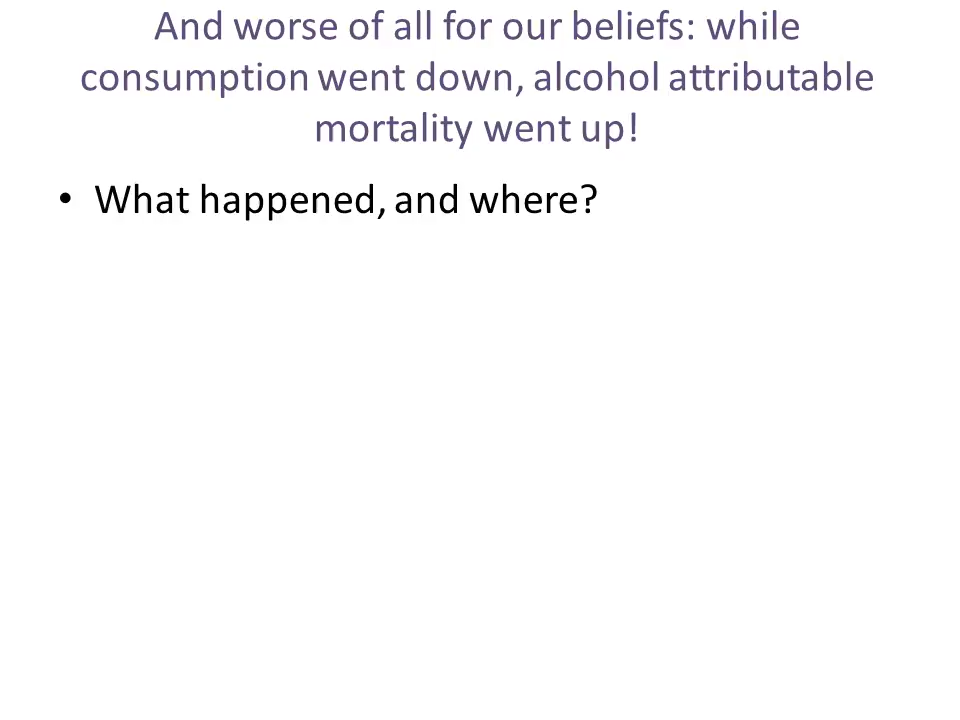 And worse of all for our beliefs: while
consumption went down, alcohol attributable
mortality went up!
• What happened, and where?